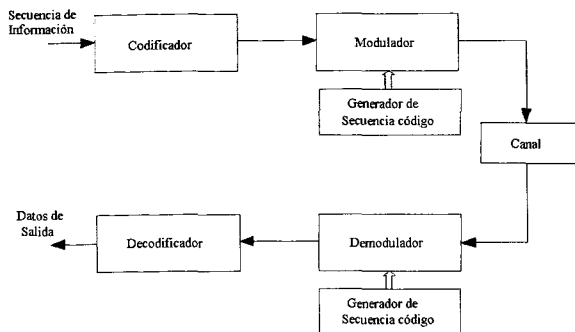 Secuencia de
Información
Codificador
Modulador
Generador de
Secuencia código
Canal
Datos de
Salida
Decodificador
Demodulador
Generador de
Secuencia código